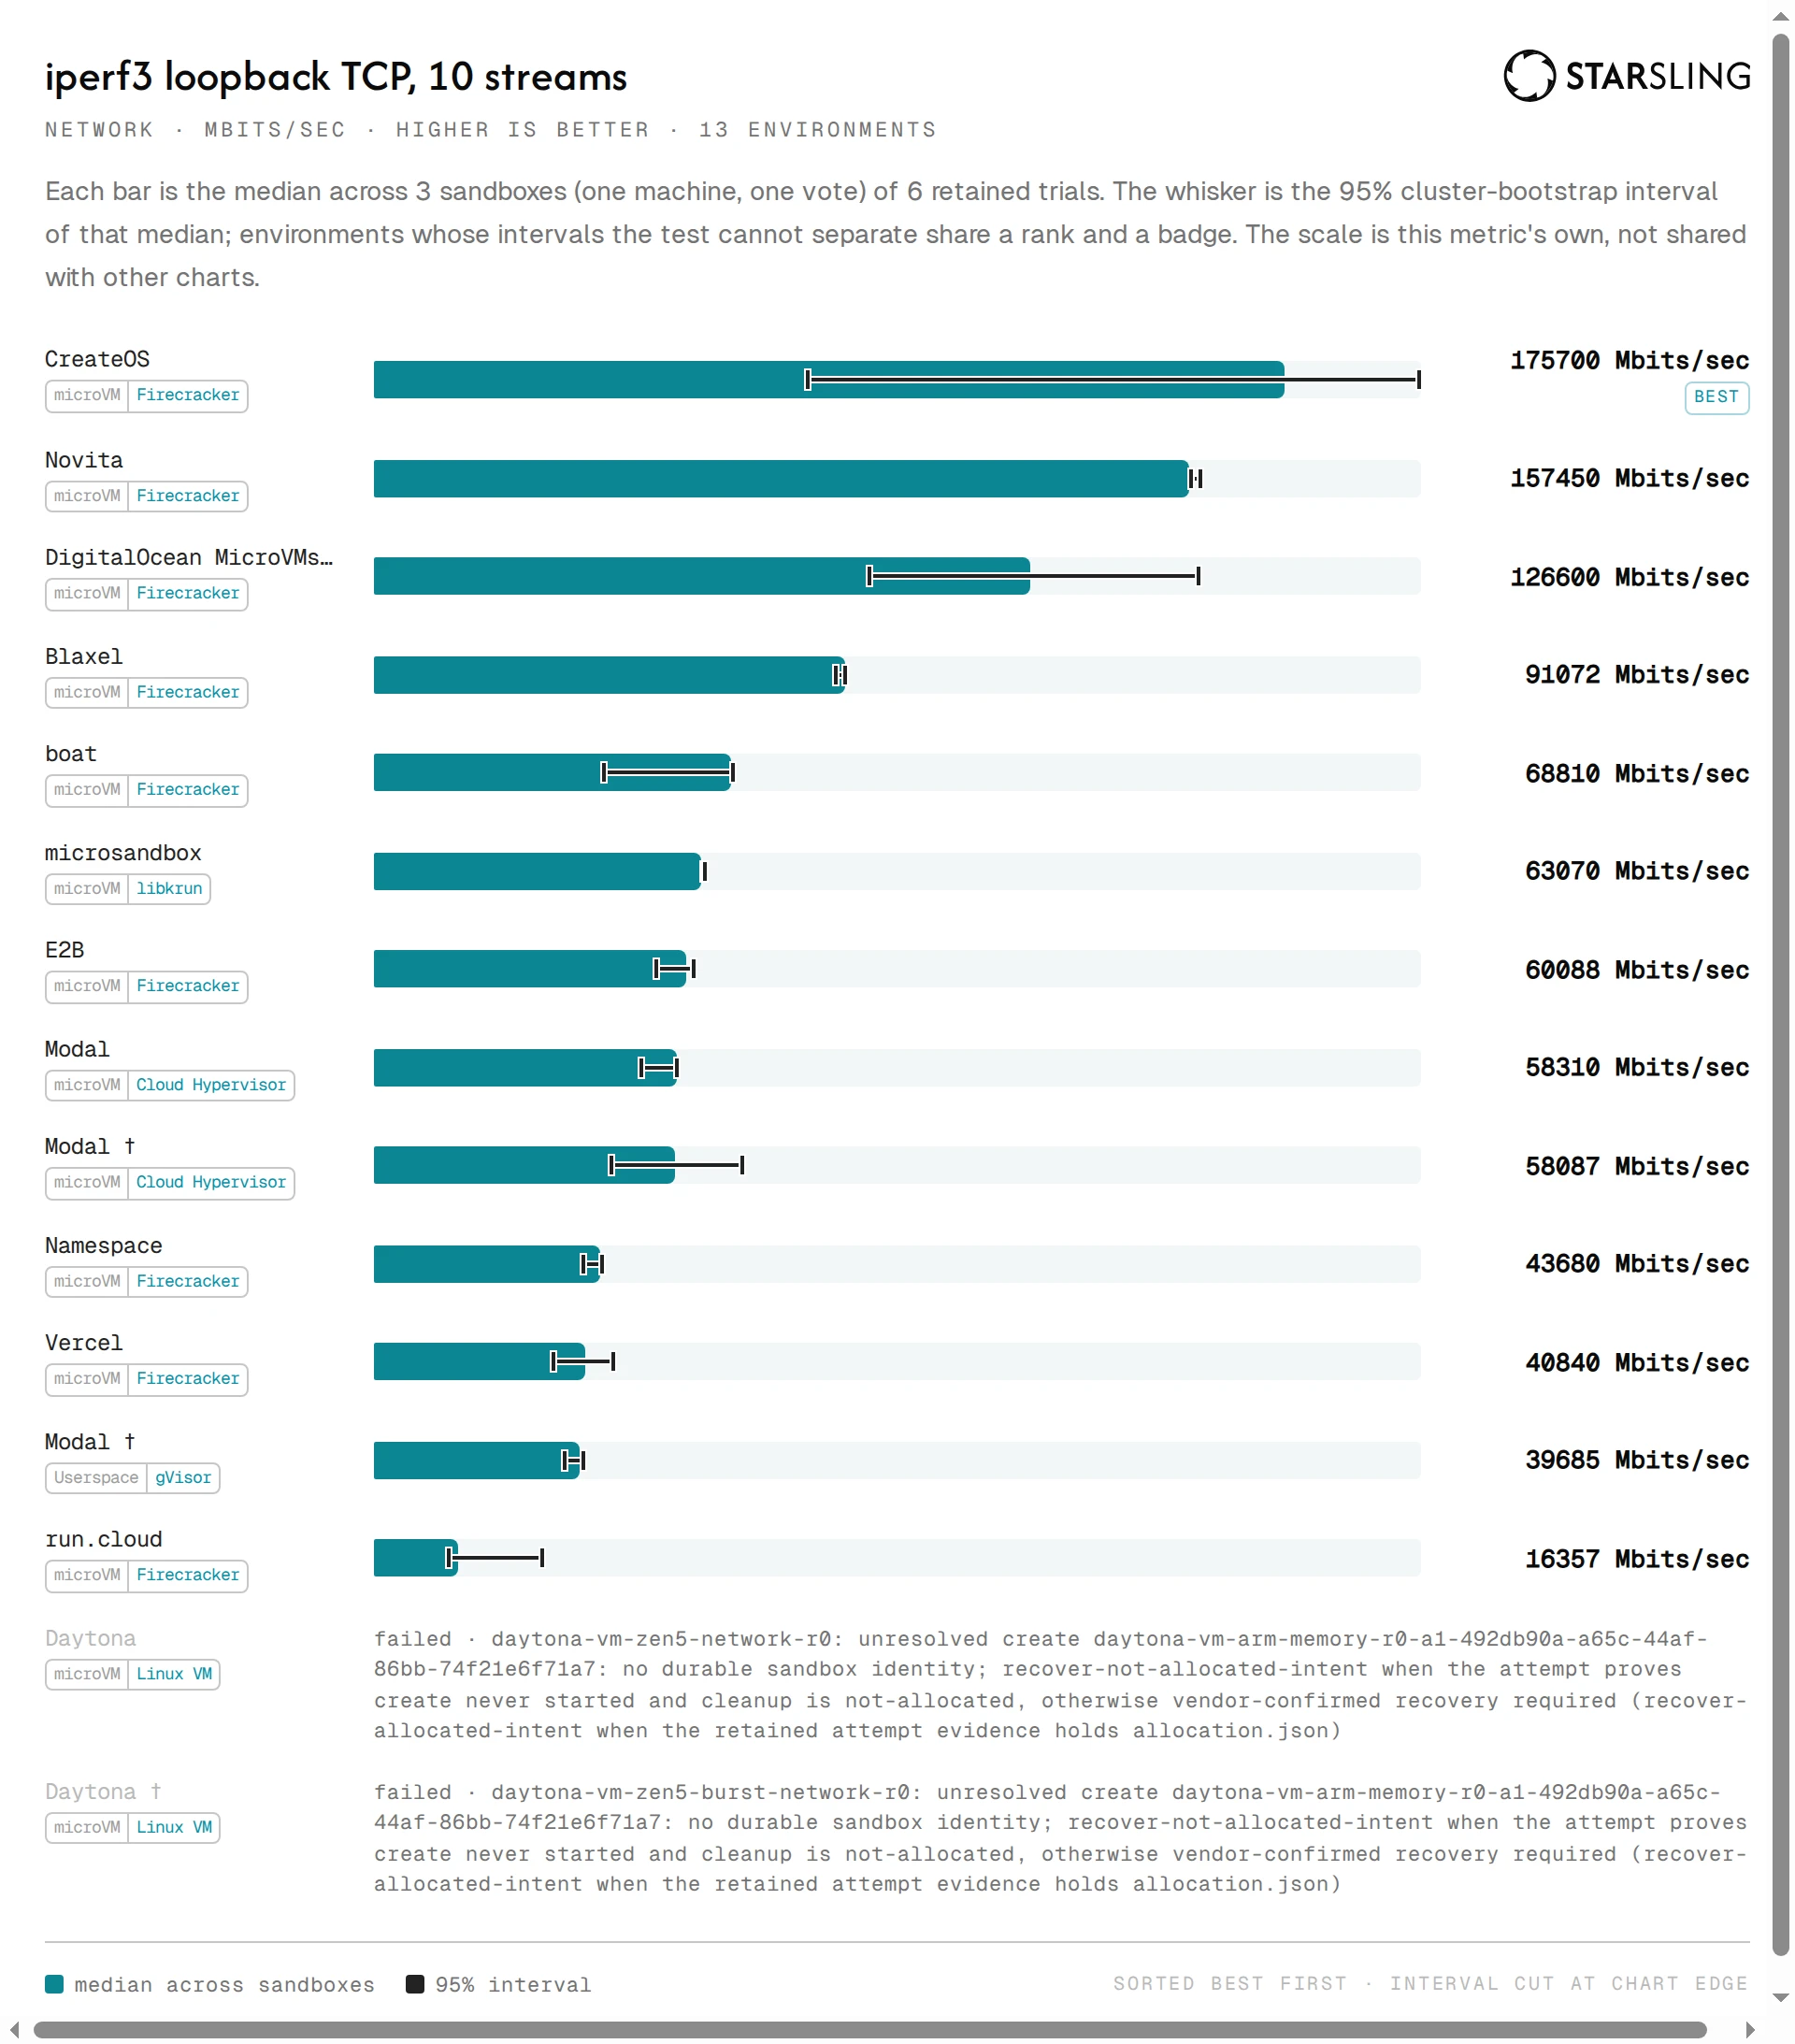 iperf3 loopback TCP, 10 streams
STARSLING
NETWORK · MBITS/SEC · HIGHER IS BETTER · 13 ENVIRONMENTS
Each bar is the median across 3 sandboxes (one machine, one vote) of 6 retained trials. The whisker is the 95% cluster-bootstrap interval
of that median; environments whose intervals the test cannot separate share a rank and a badge. The scale is this metric's own, not shared
with other charts.
CreateOS
175700 Mbits/sec
microVM Firecracker
BEST
Novita
157450 Mbits/sec
microVM Firecracker
DigitalOcean MicroVMs…
126600 Mbits/sec
microVM Firecracker
Blaxel
91072 Mbits/sec
microVM Firecracker
boat
68810 Mbits/sec
microVM Firecracker
microsandbox
63070 Mbits/sec
microVM libkrun
E2B
60088 Mbits/sec
microVM Firecracker
Modal
58310 Mbits/sec
microVM Cloud Hypervisor
Modal †
58087 Mbits/sec
microVM Cloud Hypervisor
Namespace
43680 Mbits/sec
microVM Firecracker
Vercel
40840 Mbits/sec
microVM Firecracker
Modal †
39685 Mbits/sec
Userspace gVisor
run.cloud
16357 Mbits/sec
microVM Firecracker
Daytona
microVM Linux VM
failed · daytona-vm-zen5-network-r0: unresolved create daytona-vm-arm-memory-r0-a1-492db90a-a65c-44af-
86bb-74f21e6f71a7: no durable sandbox identity; recover-not-allocated-intent when the attempt proves
create never started and cleanup is not-allocated, otherwise vendor-confirmed recovery required (recover-
allocated-intent when the retained attempt evidence holds allocation.json)
Daytona †
microVM Linux VM
failed · daytona-vm-zen5-burst-network-r0: unresolved create daytona-vm-arm-memory-r0-a1-492db90a-a65c-
44af-86bb-74f21e6f71a7: no durable sandbox identity; recover-not-allocated-intent when the attempt proves
create never started and cleanup is not-allocated, otherwise vendor-confirmed recovery required (recover-
allocated-intent when the retained attempt evidence holds allocation.json)
median across sandboxes
95% interval
SORTED BEST FIRST · INTERVAL CUT AT CHART EDGE